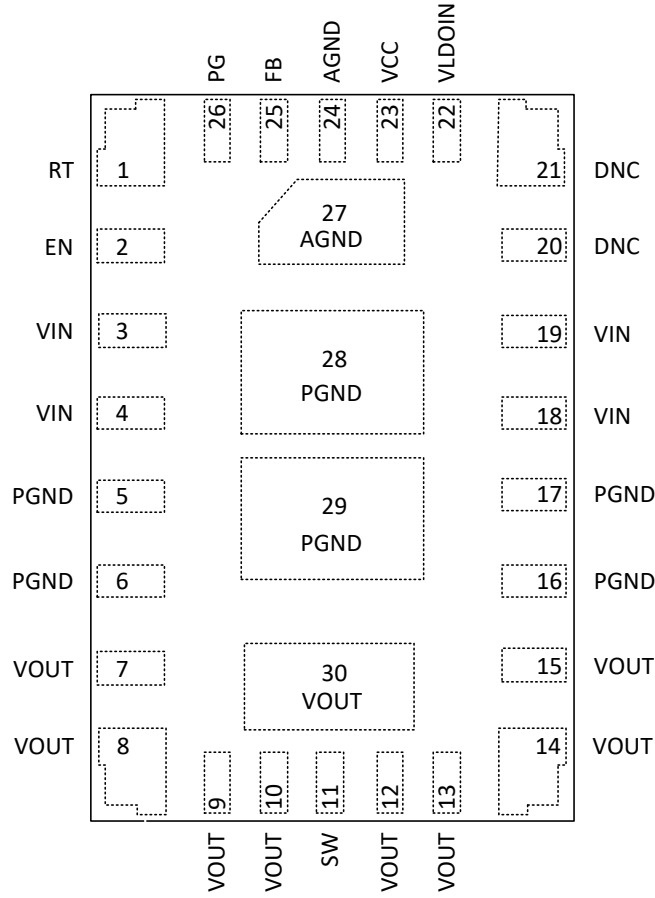 PG
FB
AGND
VCC
VLDOIN
26
25
24
23
22
RT 1
21 DNC
27
AGND
EN 2
20 DNC
VIN 3
19 VIN
28
PGND
VIN 4
18 VIN
PGND 5
17 PGND
29
PGND
PGND 6
16 PGND
VOUT 7
15 VOUT
30
VOUT
VOUT 8
14 VOUT
9
10
11
12
13
VOUT
VOUT
SW
VOUT
VOUT